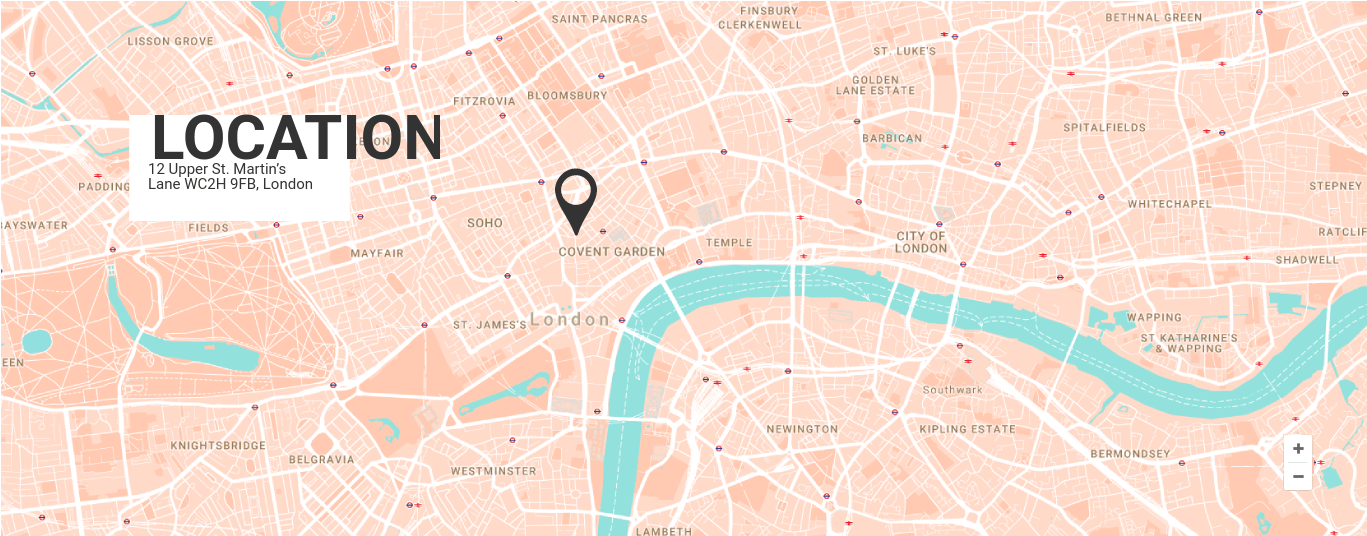 SAINT PANCRAS
FINSBURY
CLERKENWELL
BETHNAL GREEN
LISSON GROVE
ST. LUKE'S
GOLDEN
LANE ESTATE
FITZROVIA
BLOOMSBURY
SPITALFIELDS
BARBICAN
LOCATION
12 Upper St. Martin's
Lane WC2H 9FB, London
PADDING
STEPNEY
WHITECHAPEL
AYSWATER
FIELDS
SOHO
RATCLIF
CITY OF
LONDON
TEMPLE
MAYFAIR
COVENT GARDEN
SHADWELL
London
ST. JAMES'S
WAPPING
ST KATHARINE'S
& WAPPING
EEN
Southwark
NEWINGTON
KIPLING ESTATE
KNIGHTSBRIDGE
BELGRAVIA
BERMONDSEY
+
−
WESTMINSTER
LAMBETH